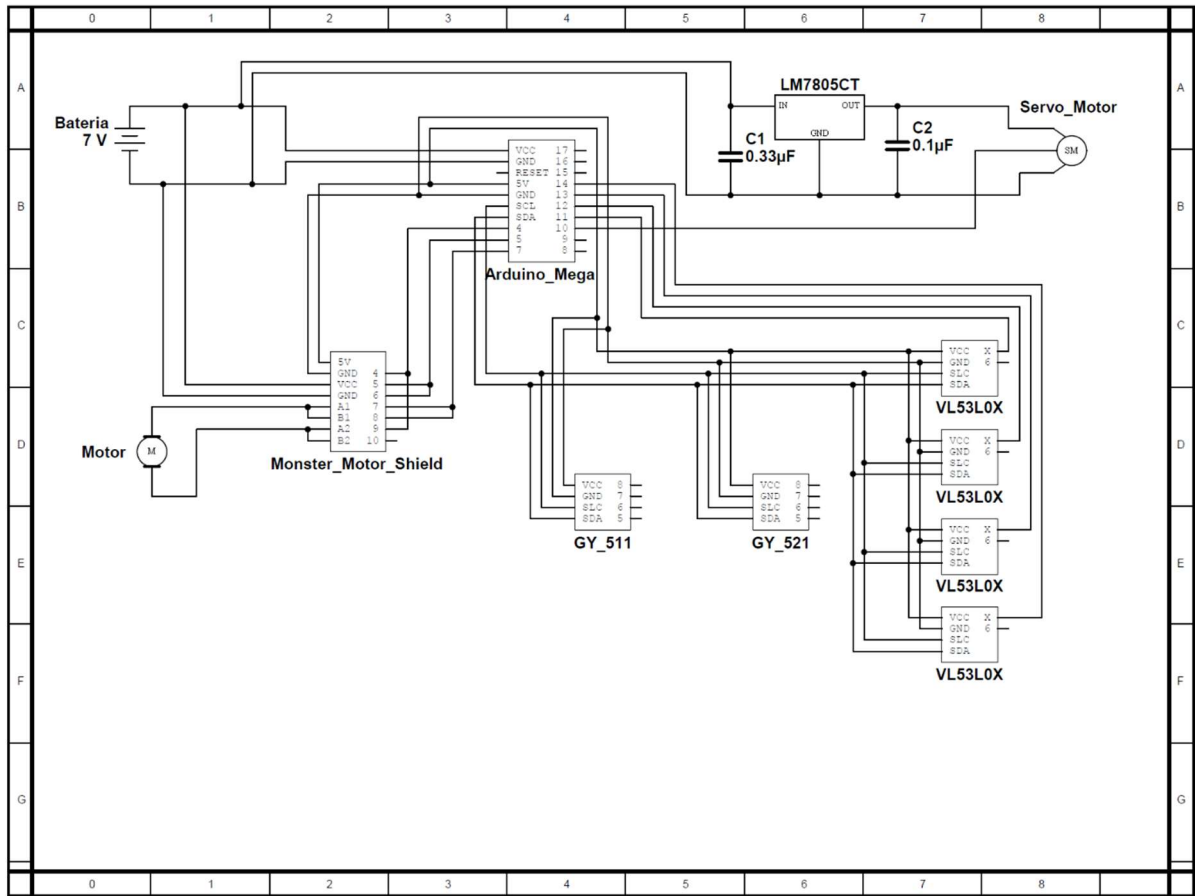 0 1 2 3 4 5 6 7 8
A A
LM7805CT
IN OUT
GND
Servo_Motor
SM
Bateria
7 V
C1
0.33µF
C2
0.1µF
VCC 17
GND 16
RESET 15
5V 14
GND 13
SCL 12
SDA 11
4 10
5 9
7 8
Arduino_Mega
B B
C C
5V
GND 4
VCC 5
GND 6
A1 7
B1 8
A2 9
B2 10
Monster_Motor_Shield
Motor
M
VCC X
GND 6
SLC
SDA
VL53L0X
D D
VCC X
GND 6
SLC
SDA
VL53L0X
VCC 8
GND 7
SLC 6
SDA 5
GY_511
VCC 8
GND 7
SLC 6
SDA 5
GY_521
E E
VCC X
GND 6
SLC
SDA
VL53L0X
VCC X
GND 6
SLC
SDA
VL53L0X
F F
G G
0 1 2 3 4 5 6 7 8